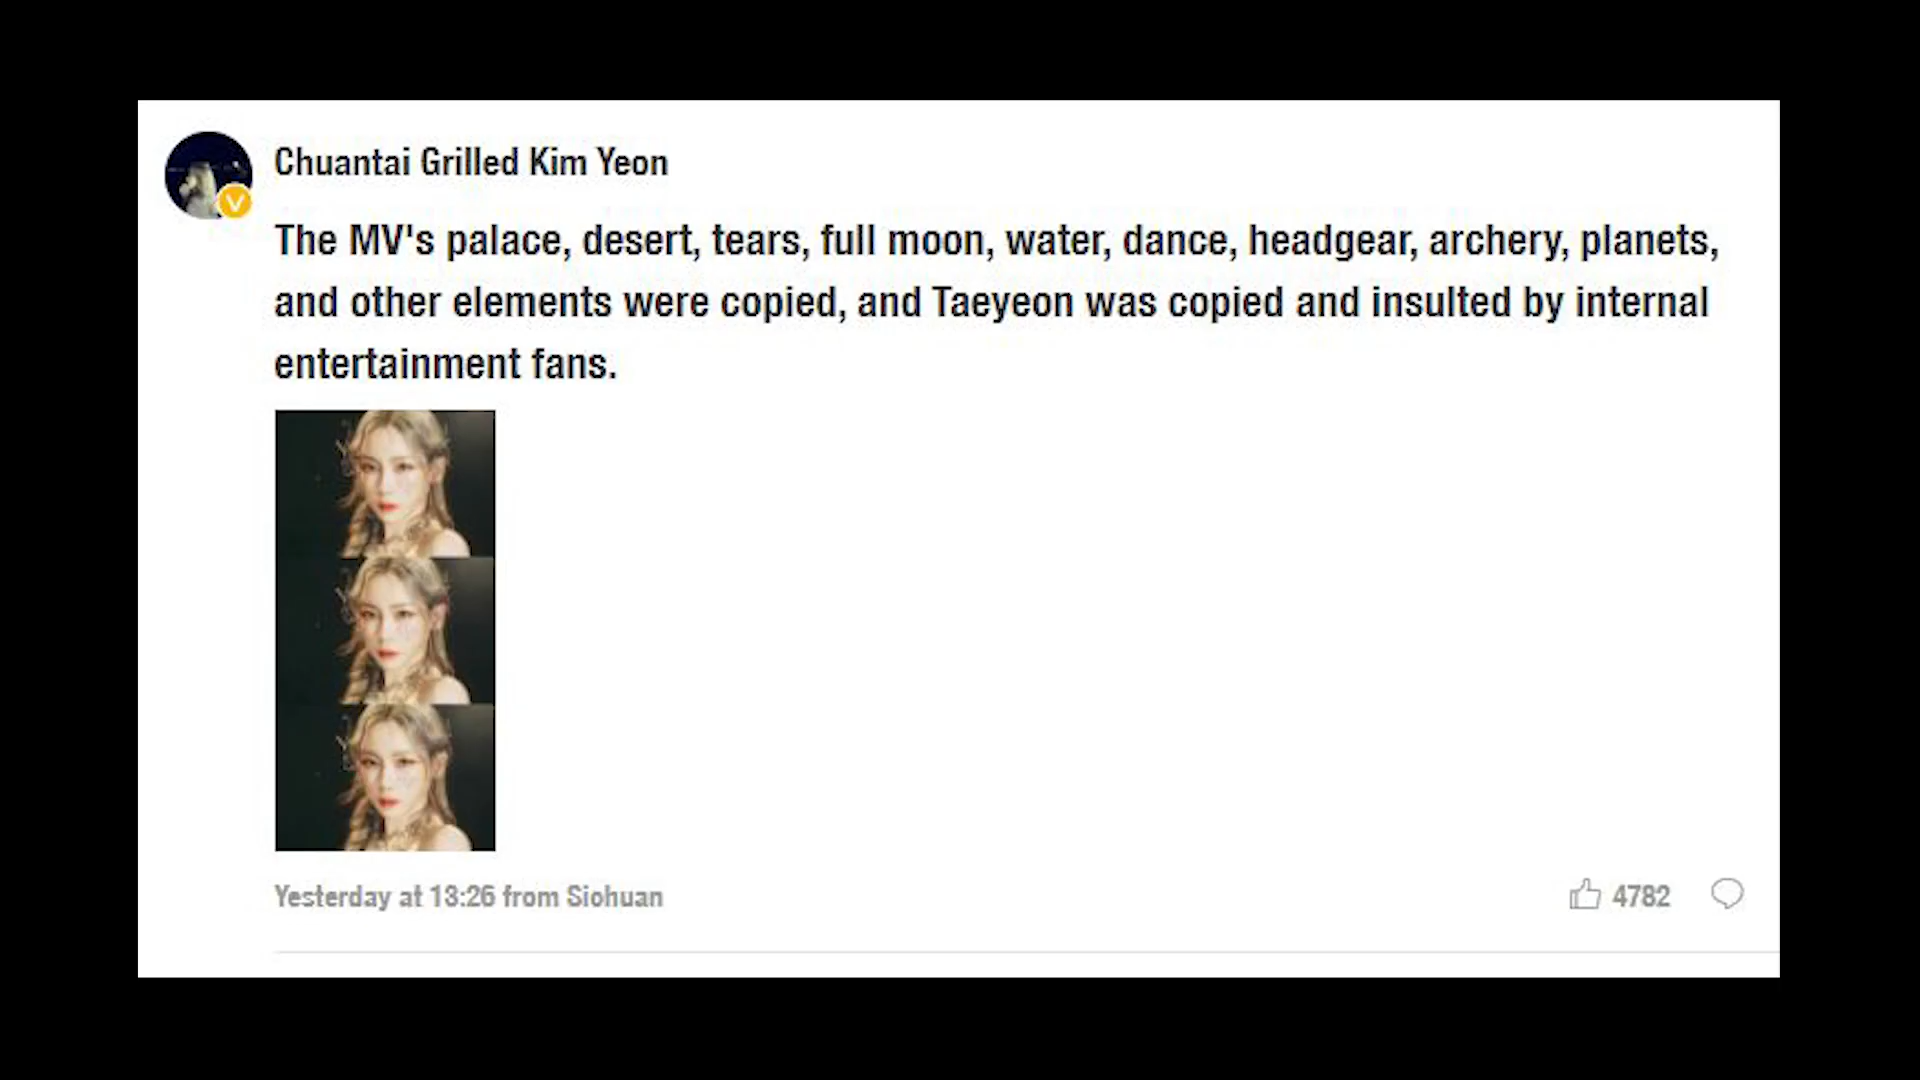 Chuantai Grilled Kim Yeon
The MV's palace, desert, tears, full moon, water, dance, headgear, archery, planets,
and other elements were copied, and Taeyeon was copied and insulted by internal
entertainment fans.
Yesterday at 13:26 from Siohuan
4782